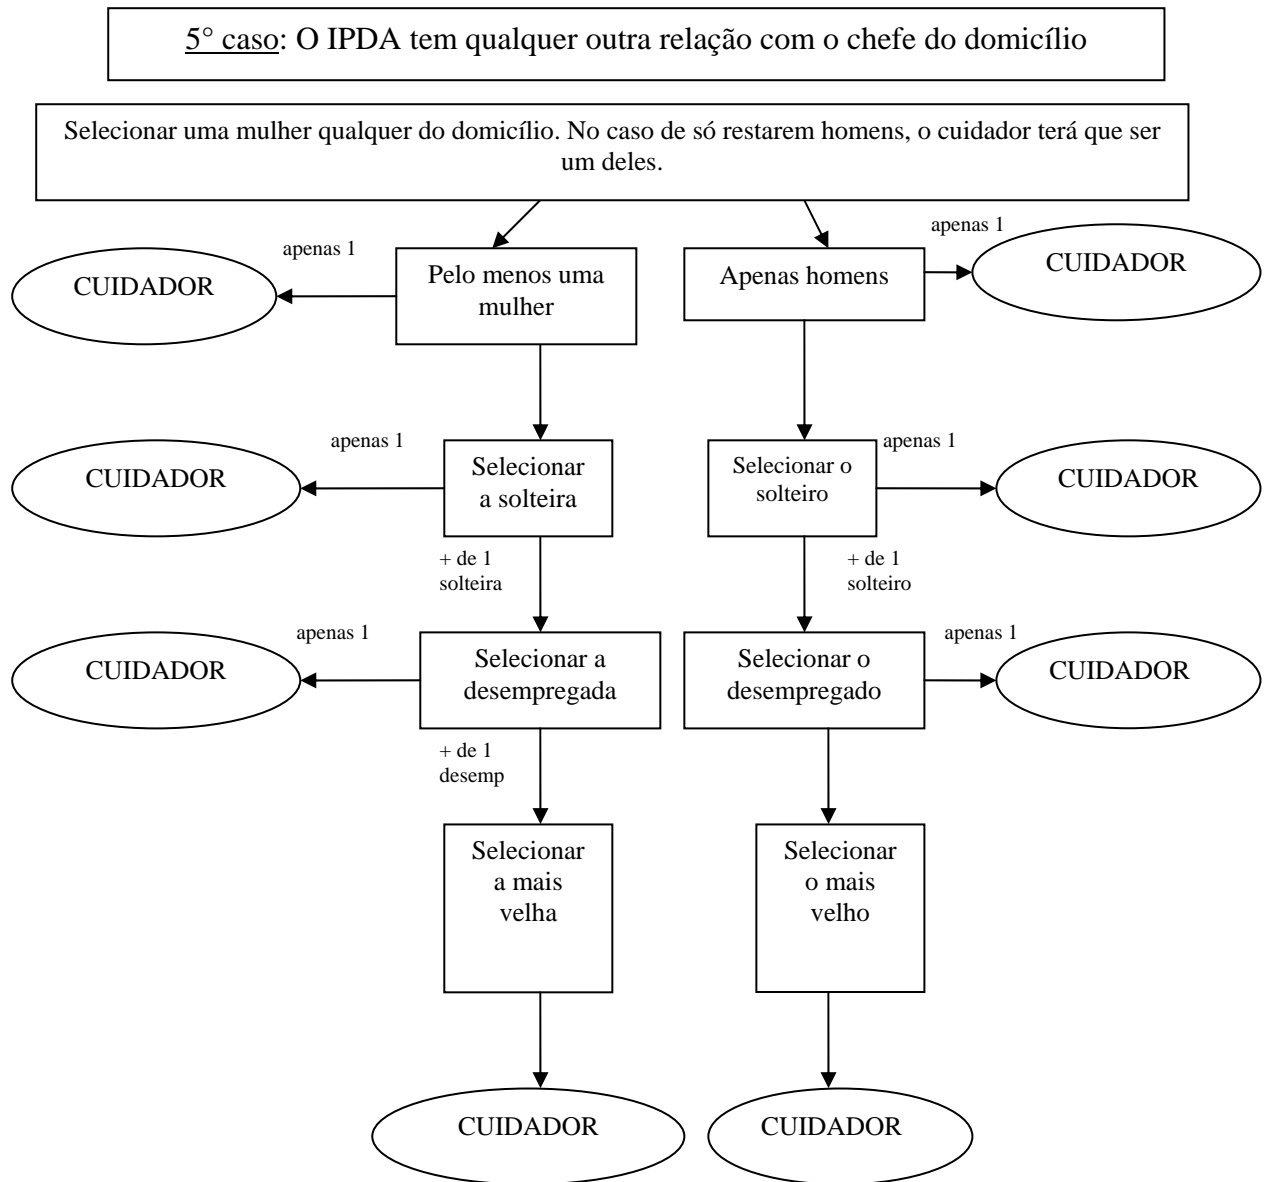 5° caso: O IPDA tem qualquer outra relação com o chefe do domicílio
Selecionar uma mulher qualquer do domicílio. No caso de só restarem homens, o cuidador terá que ser
um deles.
apenas 1
apenas 1
CUIDADOR
Pelo menos uma
mulher
Apenas homens
CUIDADOR
apenas 1
apenas 1
CUIDADOR
Selecionar
a solteira
Selecionar o
solteiro
CUIDADOR
+ de 1
solteira
+ de 1
solteiro
apenas 1
apenas 1
CUIDADOR
Selecionar a
desempregada
Selecionar o
desempregado
CUIDADOR
+ de 1
desemp
Selecionar
a mais
velha
Selecionar
o mais
velho
CUIDADOR
CUIDADOR